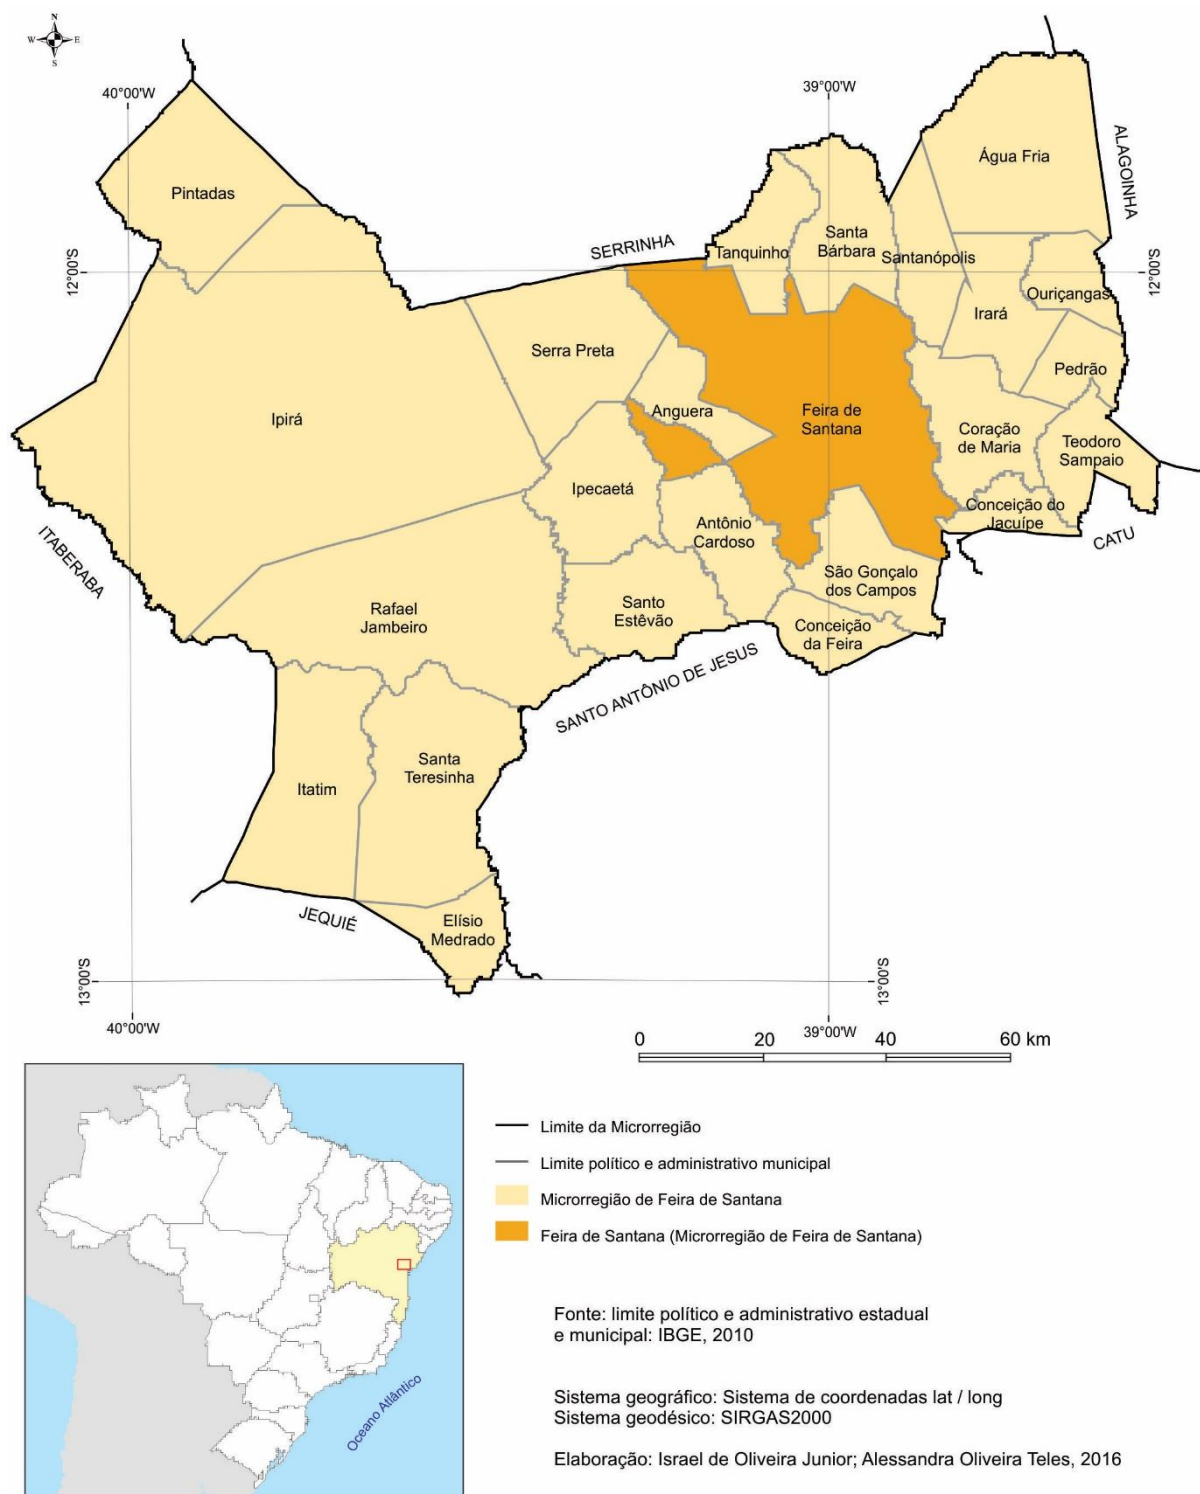 N
W
E
S
40°00'W
39°00'W
ALAGOINHA
Água Fria
Pintadas
SERRINHA
Tanquinho
Santa
Bárbara
Santanópolis
12°00'S
12°00'S
Ouriçangas
Irará
Serra Preta
Pedrão
Ipirá
Anguera
Feira de
Santana
Coração
de Maria
Teodoro
Sampaio
Ipecaetá
Conceição do
Jacuípe
Antônio
Cardoso
CATU
ITABERABA
São Gonçalo
dos Campos
Rafael
Jambeiro
Santo
Estêvão
Conceição
da Feira
SANTO ANTÔNIO DE JESUS
Santa
Teresinha
Itatim
JEQUIÉ
Elísio
Medrado
13°00'S
13°00'S
40°00'W
39°00'W
0 20 40 60 km
Limite da Microrregião
Limite político e administrativo municipal
Microrregião de Feira de Santana
Feira de Santana (Microrregião de Feira de Santana)
Fonte: limite político e administrativo estadual
e municipal: IBGE, 2010
Oceano Atlântico
Sistema geográfico: Sistema de coordenadas lat / long
Sistema geodésico: SIRGAS2000
Elaboração: Israel de Oliveira Junior; Alessandra Oliveira Teles, 2016